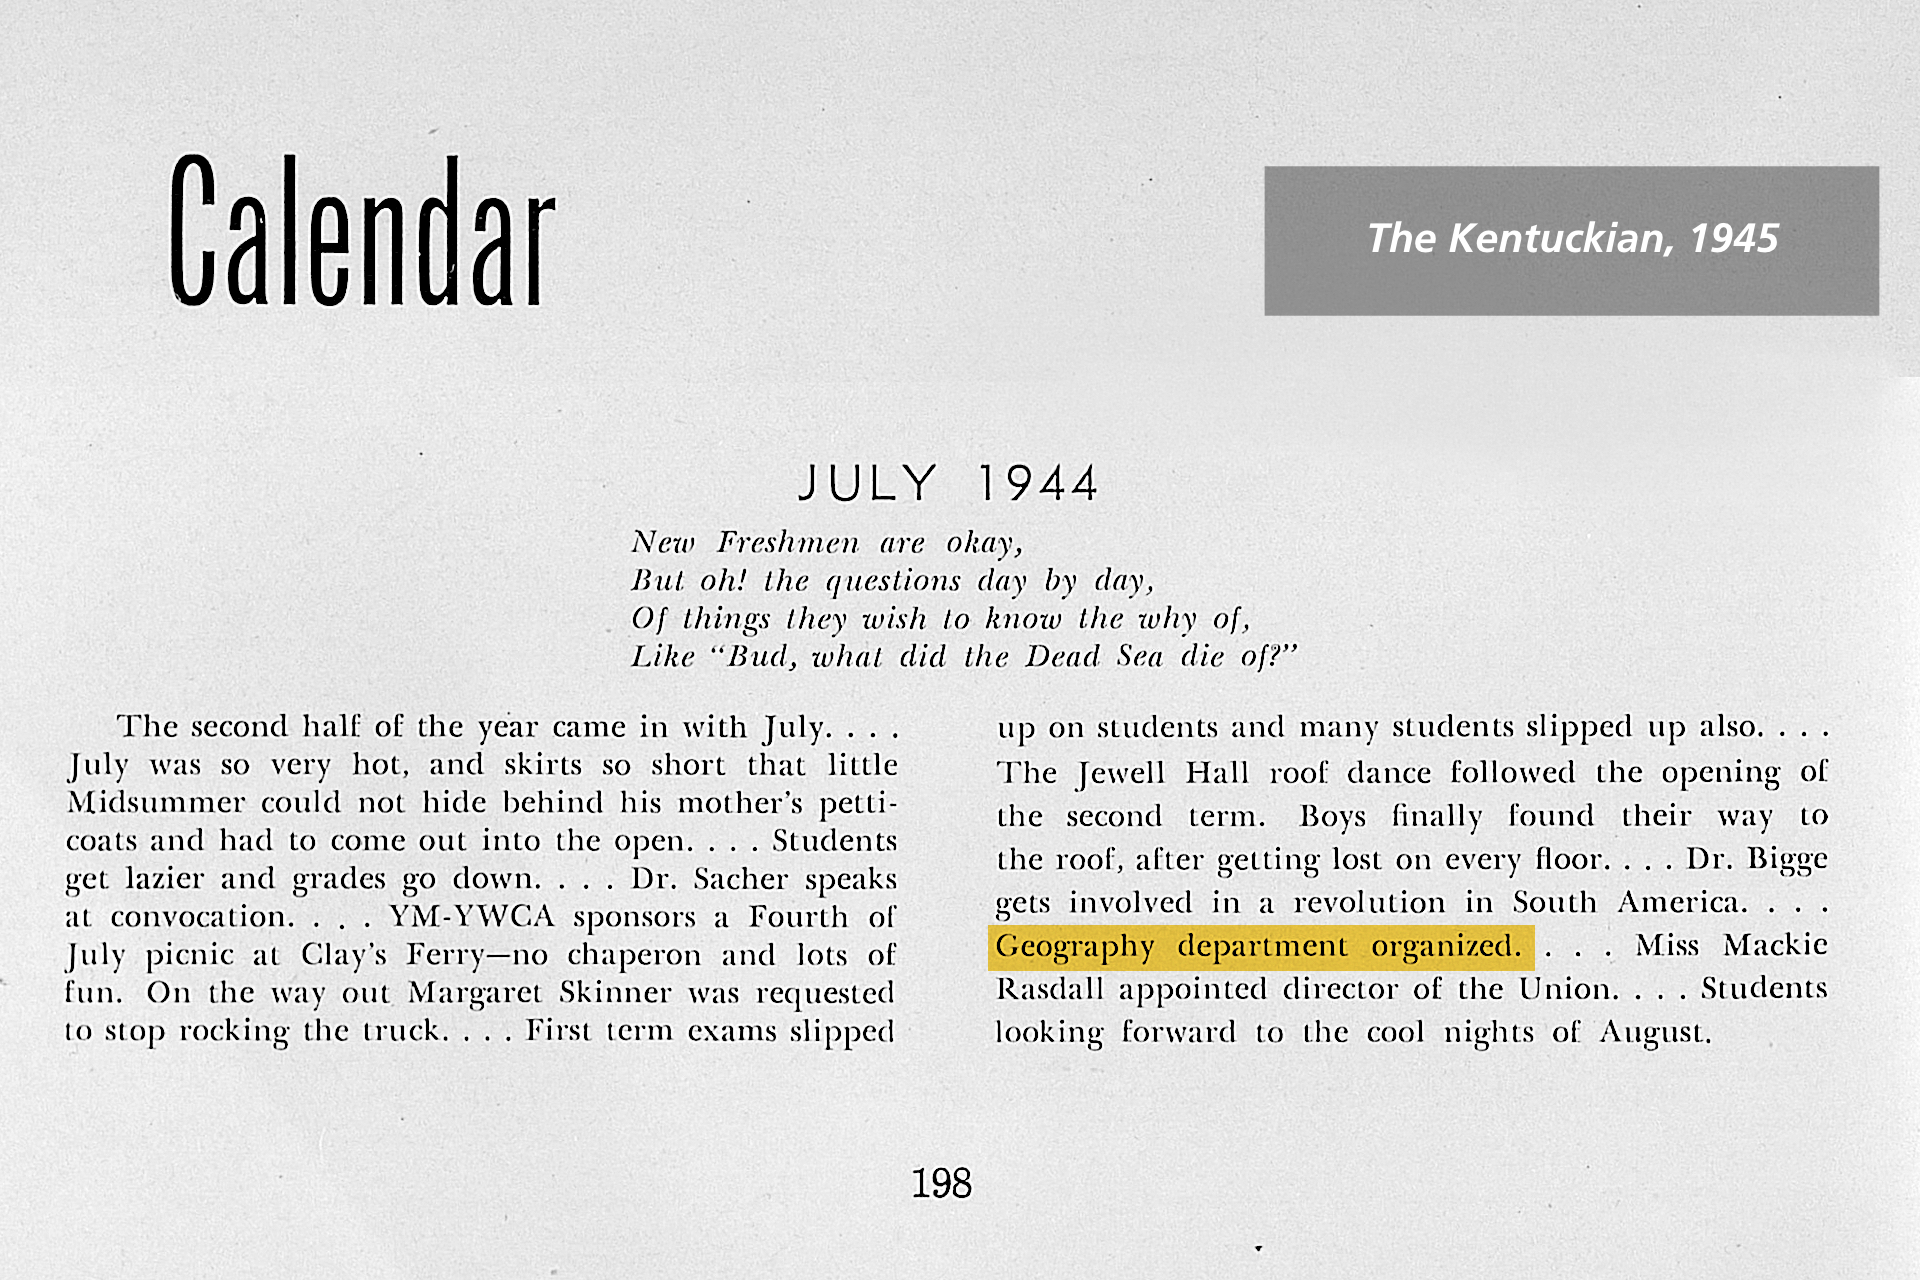 Calendar
The Kentuckian, 1945
JULY 1944
New Freshmen are okay,
But oh! the questions day by day,
Of things they wish to know the why of,
Like “Bud, what did the Dead Sea die of?”
The second half of the year came in with July. . . .
July was so very hot, and skirts so short that little
Midsummer could not hide behind his mother’s petti-
coats and had to come out into the open. . . . Students
get lazier and grades go down. . . . Dr. Sacher speaks
at convocation. . . . YM-YWCA sponsors a Fourth of
July picnic at Clay’s Ferry—no chaperon and lots of
fun. On the way out Margaret Skinner was requested
to stop rocking the truck. . . . First term exams slipped
up on students and many students slipped up also. . . .
The Jewell Hall roof dance followed the opening of
the second term. Boys finally found their way to
the roof, after getting lost on every floor. . . . Dr. Bigge
gets involved in a revolution in South America. . . .
Geography department organized. . . . Miss Mackie
Rasdall appointed director of the Union. . . . Students
looking forward to the cool nights of August.
198